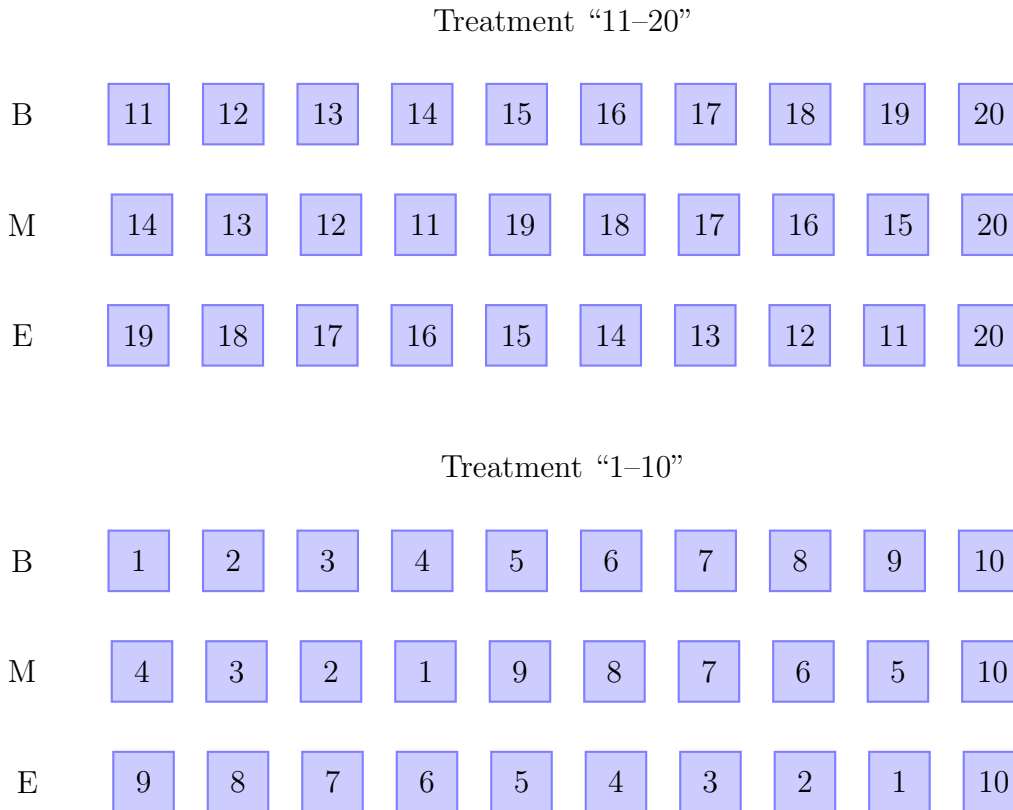 Treatment “11–20”
B 11 12 13 14 15 16 17 18 19 20
M 14 13 12 11 19 18 17 16 15 20
E 19 18 17 16 15 14 13 12 11 20
Treatment “1–10”
B 1 2 3 4 5 6 7 8 9 10
M 4 3 2 1 9 8 7 6 5 10
E 9 8 7 6 5 4 3 2 1 10